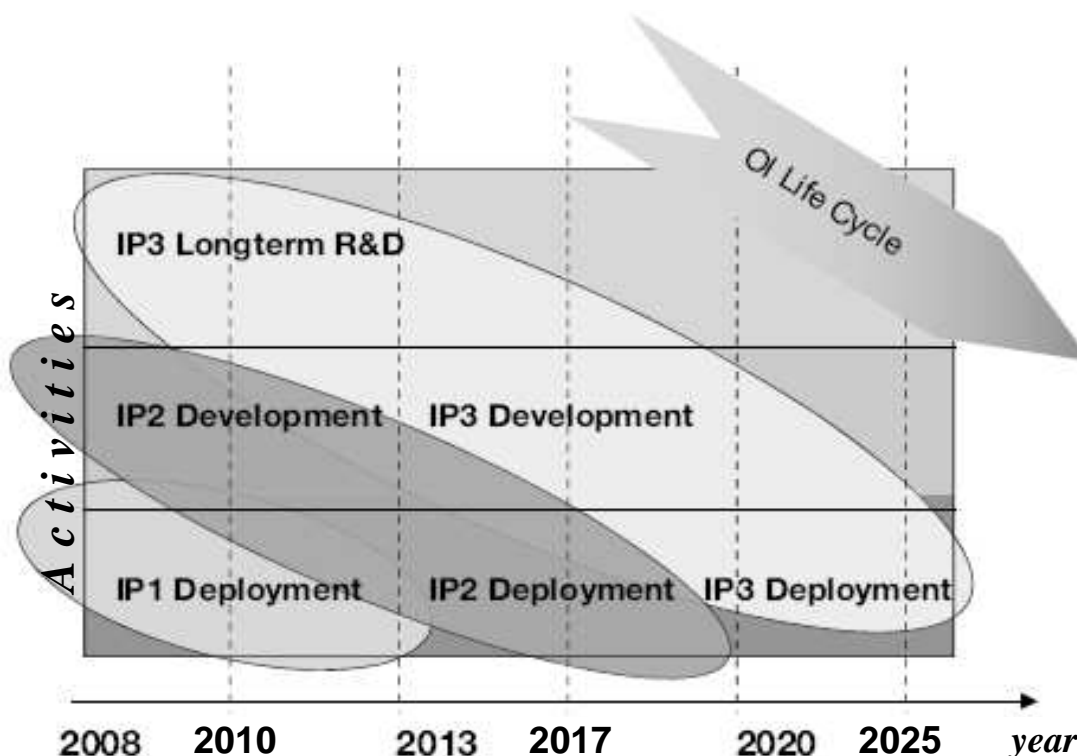 OI Life Cycle
IP3 Longterm R&D
Activities
IP2 Development IP3 Development
IP1 Deployment IP2 Deployment IP3 Deployment
2008 2010 2013 2017 2020 2025 year